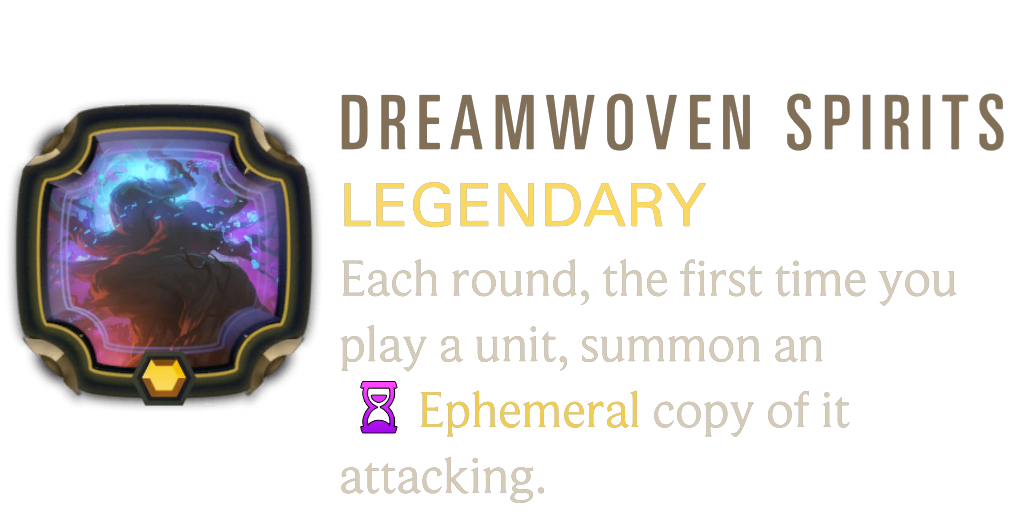 DREAMWOVEN SPIRITS
LEGENDARY
Each round, the first time you
play a unit, summon an
Ephemeral copy of it
attacking.